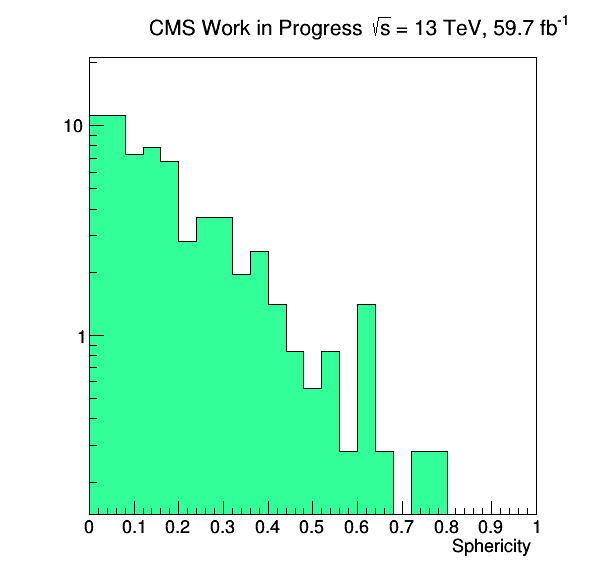 CMS Work in Progress √s = 13 TeV, 59.7 fb⁻¹
10
1
0 0.1 0.2 0.3 0.4 0.5 0.6 0.7 0.8 0.9 1
Sphericity